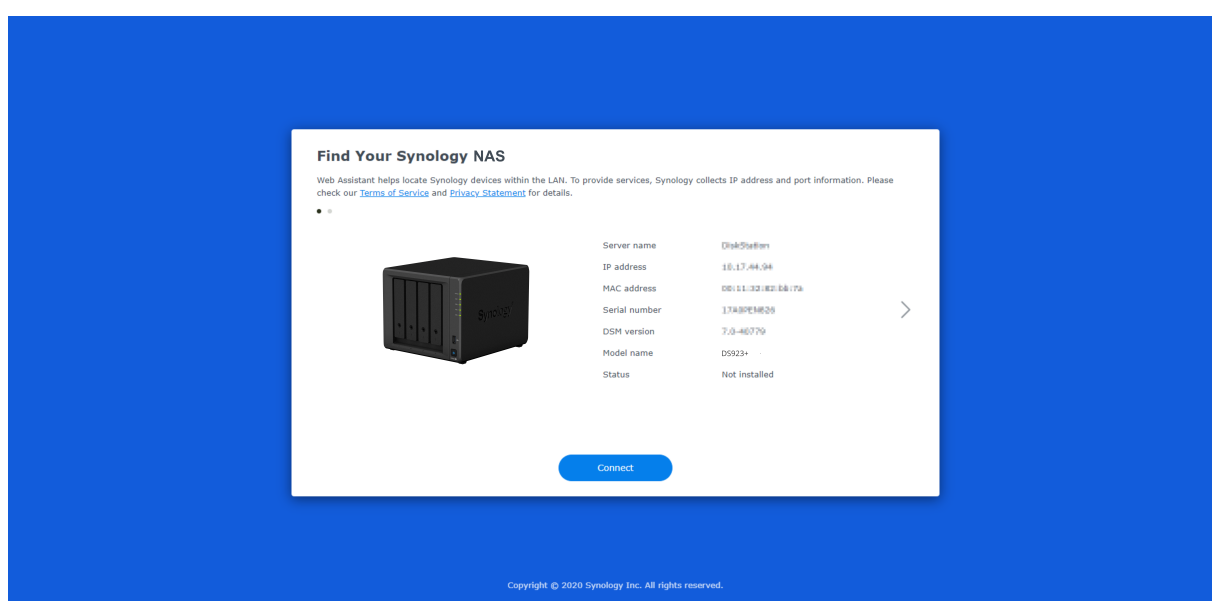 Find Your Synology NAS
Web Assistant helps locate Synology devices within the LAN. To provide services, Synology collects IP address and port information. Please
check our Terms of Service and Privacy Statement for details.
Synology
Server name DiskStation
IP address
MAC address
Serial number
DSM version
Model name DS923+
Status Not installed
Connect
Copyright © 2020 Synology Inc. All rights reserved.